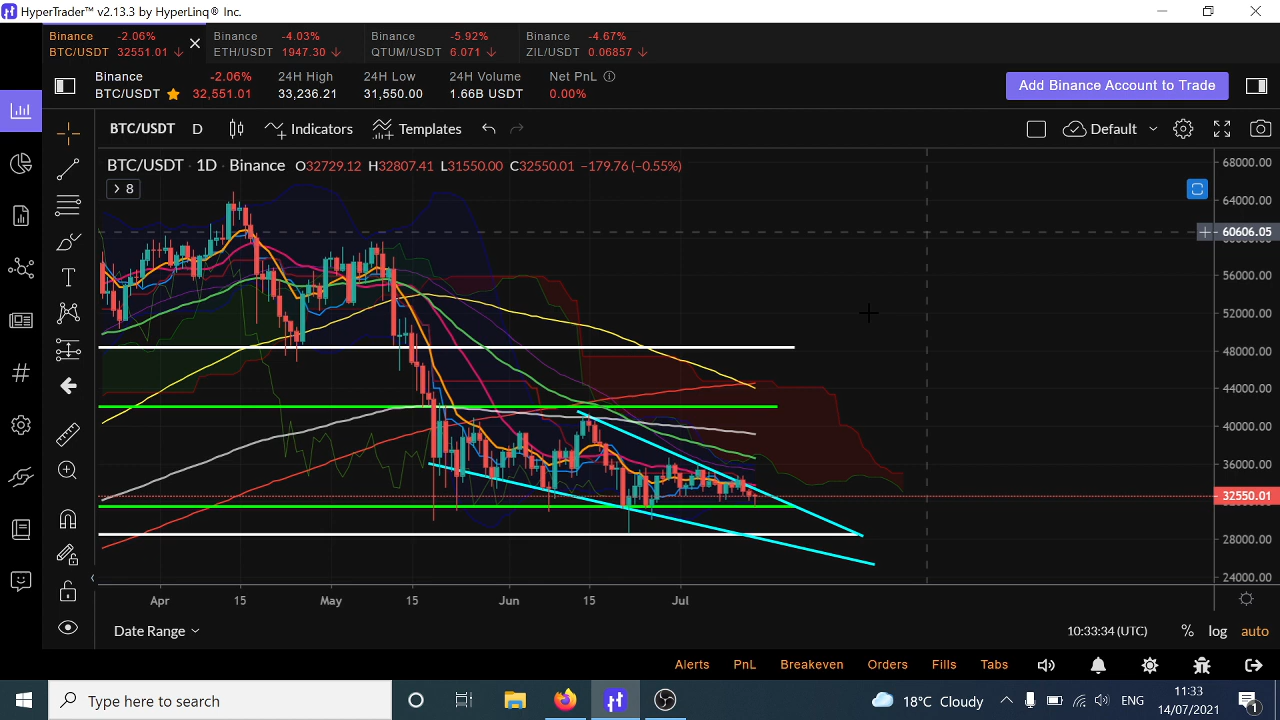 HyperTrader™ v2.13.3 by HyperLinq® Inc.
Binance -2.06% Binance -4.03% Binance -5.92% Binance -4.67%
BTC/USDT 32551.01 ↓ ETH/USDT 1947.30 ↓ QTUM/USDT 6.071 ↓ ZIL/USDT 0.06857 ↓
Binance -2.06% 24H High 24H Low 24H Volume Net PnL
BTC/USDT 32,551.01 33,236.21 31,550.00 1.66B USDT 0.00%
Add Binance Account to Trade
BTC/USDT D Indicators Templates Default
BTC/USDT · 1D · Binance O32729.12 H32807.41 L31550.00 C32550.01 −179.76 (−0.55%)
> 8
68000.00
64000.00
60606.05
56000.00
52000.00
48000.00
44000.00
40000.00
36000.00
32550.01
28000.00
24000.00
Apr 15 May 15 Jun 15 Jul
Date Range 10:33:34 (UTC) % log auto
Alerts PnL Breakeven Orders Fills Tabs
Type here to search 18°C Cloudy ENG 11:33
14/07/2021 1